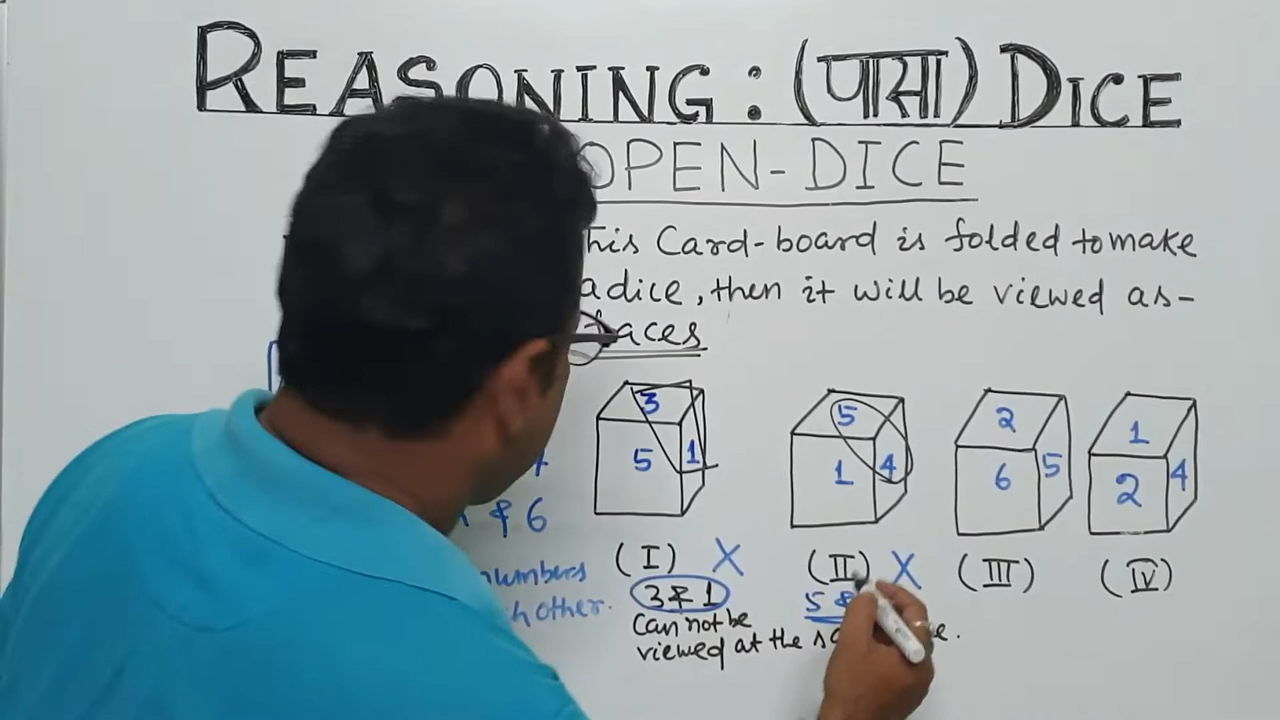 REASONING : (पासा) DICE
OPEN-DICE
This Card-board is folded to make
a dice, then it will be viewed as-
faces
3
5
1
5
1
4
2
6
5
1
2
4
& 6
numbers
other.
(I) X
(II) X
(III)
(IV)
3 & 1
5 &
Can not be
viewed at the